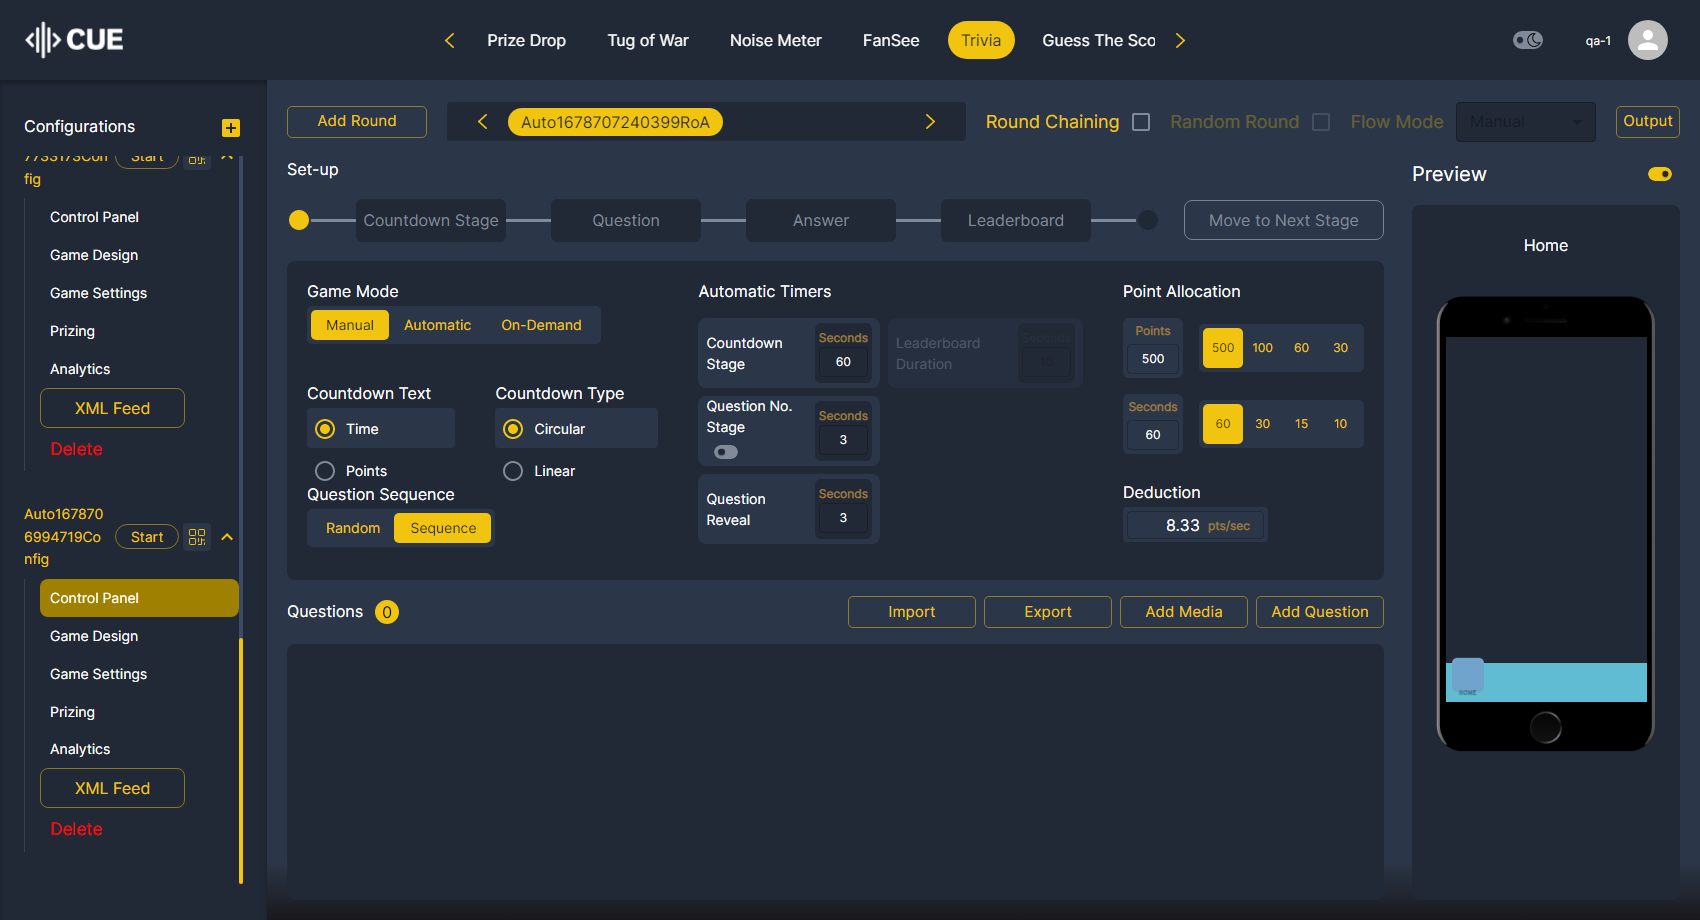 CUE
Prize Drop
Tug of War
Noise Meter
FanSee
Trivia
Guess The Sco
qa-1
Configurations
Start
fig
Control Panel
Game Design
Game Settings
Prizing
Analytics
XML Feed
Delete
Auto167870
6994719Co
nfig
Start
Control Panel
Game Design
Game Settings
Prizing
Analytics
XML Feed
Delete
Add Round
Auto1678707240399RoA
Round Chaining
Random Round
Flow Mode
Manual
Output
Set-up
Countdown Stage
Question
Answer
Leaderboard
Move to Next Stage
Game Mode
Manual
Automatic
On-Demand
Countdown Text
Time
Points
Countdown Type
Circular
Linear
Question Sequence
Random
Sequence
Automatic Timers
Countdown
Stage
Seconds
60
Leaderboard
Duration
Seconds
10
Question No.
Stage
Seconds
3
Question
Reveal
Seconds
3
Point Allocation
Points
500
500
100
60
30
Seconds
60
60
30
15
10
Deduction
8.33 pts/sec
Questions 0
Import
Export
Add Media
Add Question
Preview
Home
HOME